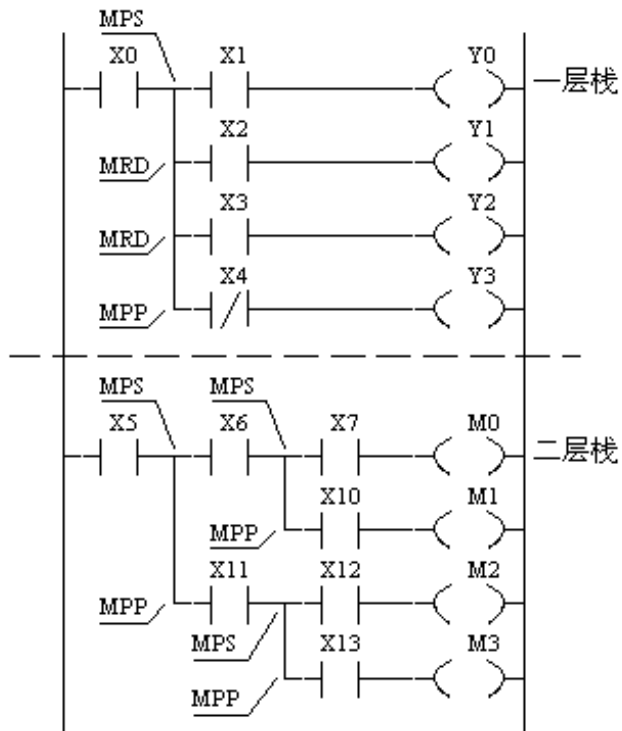 MPS
X0 X1 Y0 一层栈
X2 Y1
MRD
X3 Y2
MRD
X4 Y3
MPP
MPS MPS
X5 X6 X7 M0 二层栈
X10 M1
MPP
X11 X12 M2
MPP
MPS X13 M3
MPP